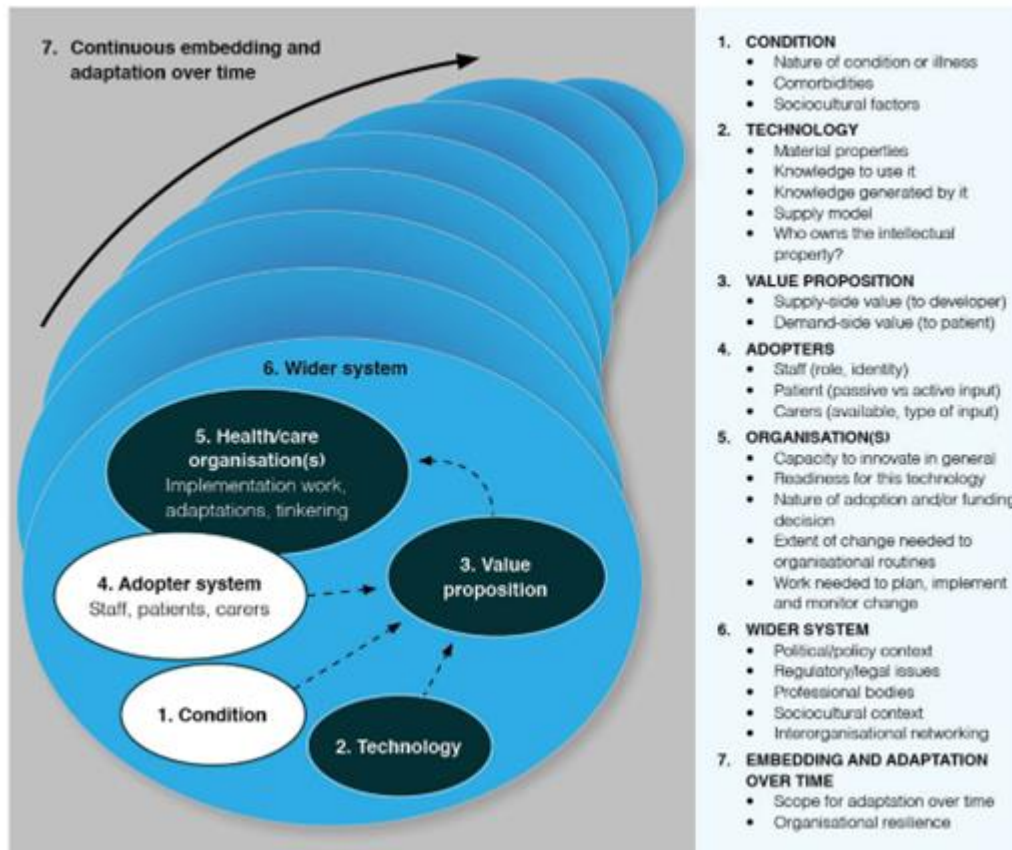 7. Continuous embedding and
adaptation over time
6. Wider system
5. Health/care
organisation(s)
Implementation work,
adaptations, tinkering
4. Adopter system
Staff, patients, carers
3. Value
proposition
1. Condition
2. Technology
1. CONDITION
• Nature of condition or illness
• Comorbidities
• Sociocultural factors
2. TECHNOLOGY
• Material properties
• Knowledge to use it
• Knowledge generated by it
• Supply model
• Who owns the intellectual
property?
3. VALUE PROPOSITION
• Supply-side value (to developer)
• Demand-side value (to patient)
4. ADOPTERS
• Staff (role, identity)
• Patient (passive vs active input)
• Carers (available, type of input)
5. ORGANISATION(S)
• Capacity to innovate in general
• Readiness for this technology
• Nature of adoption and/or funding
decision
• Extent of change needed to
organisational routines
• Work needed to plan, implement
and monitor change
6. WIDER SYSTEM
• Political/policy context
• Regulatory/legal issues
• Professional bodies
• Sociocultural context
• Interorganisational networking
7. EMBEDDING AND ADAPTATION
OVER TIME
• Scope for adaptation over time
• Organisational resilience